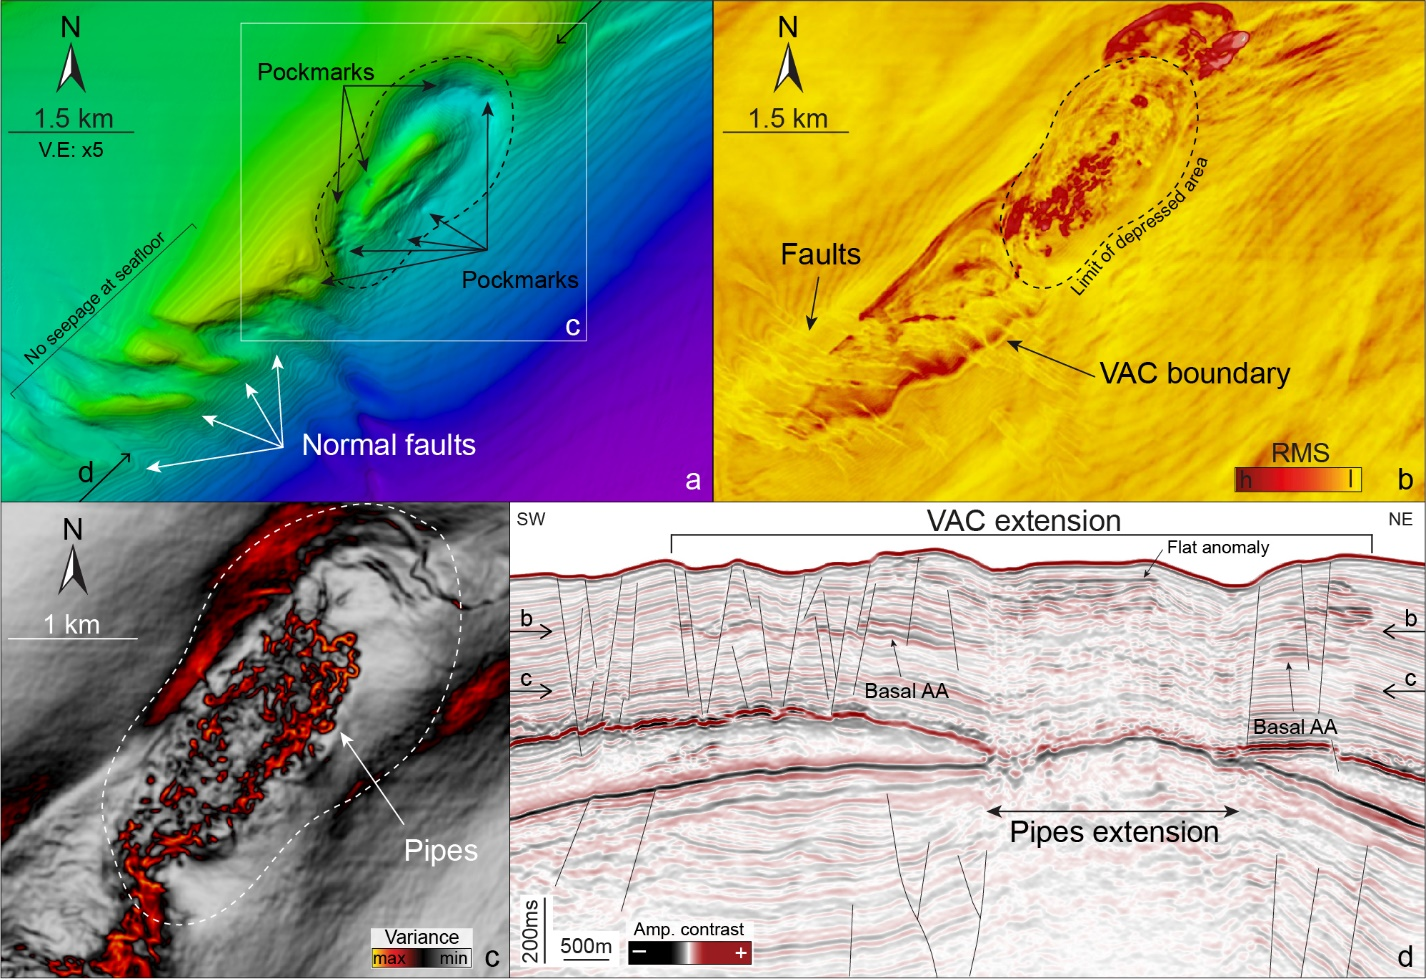 N
1.5 km
V.E: x5
Pockmarks
No seepage at seafloor
Pockmarks
c
d
Normal faults
a
N
1.5 km
Limit of depressed area
Faults
VAC boundary
RMS
h l
b
N
1 km
Pipes
Variance
max min
c
SW
VAC extension
NE
Flat anomaly
b
b
c
c
Basal AA
Basal AA
Pipes extension
200ms
500m
Amp. contrast
− +
d